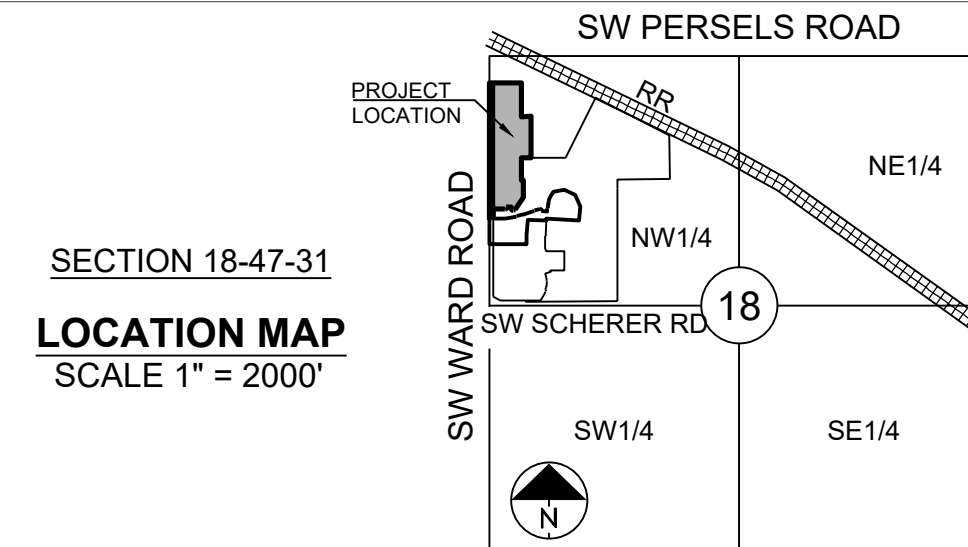 SW PERSELS ROAD
PROJECT
LOCATION
RR
NE1/4
SW WARD ROAD
NW1/4
SECTION 18-47-31
18
LOCATION MAP
SW SCHERER RD
SCALE 1" = 2000'
SW1/4
SE1/4
N